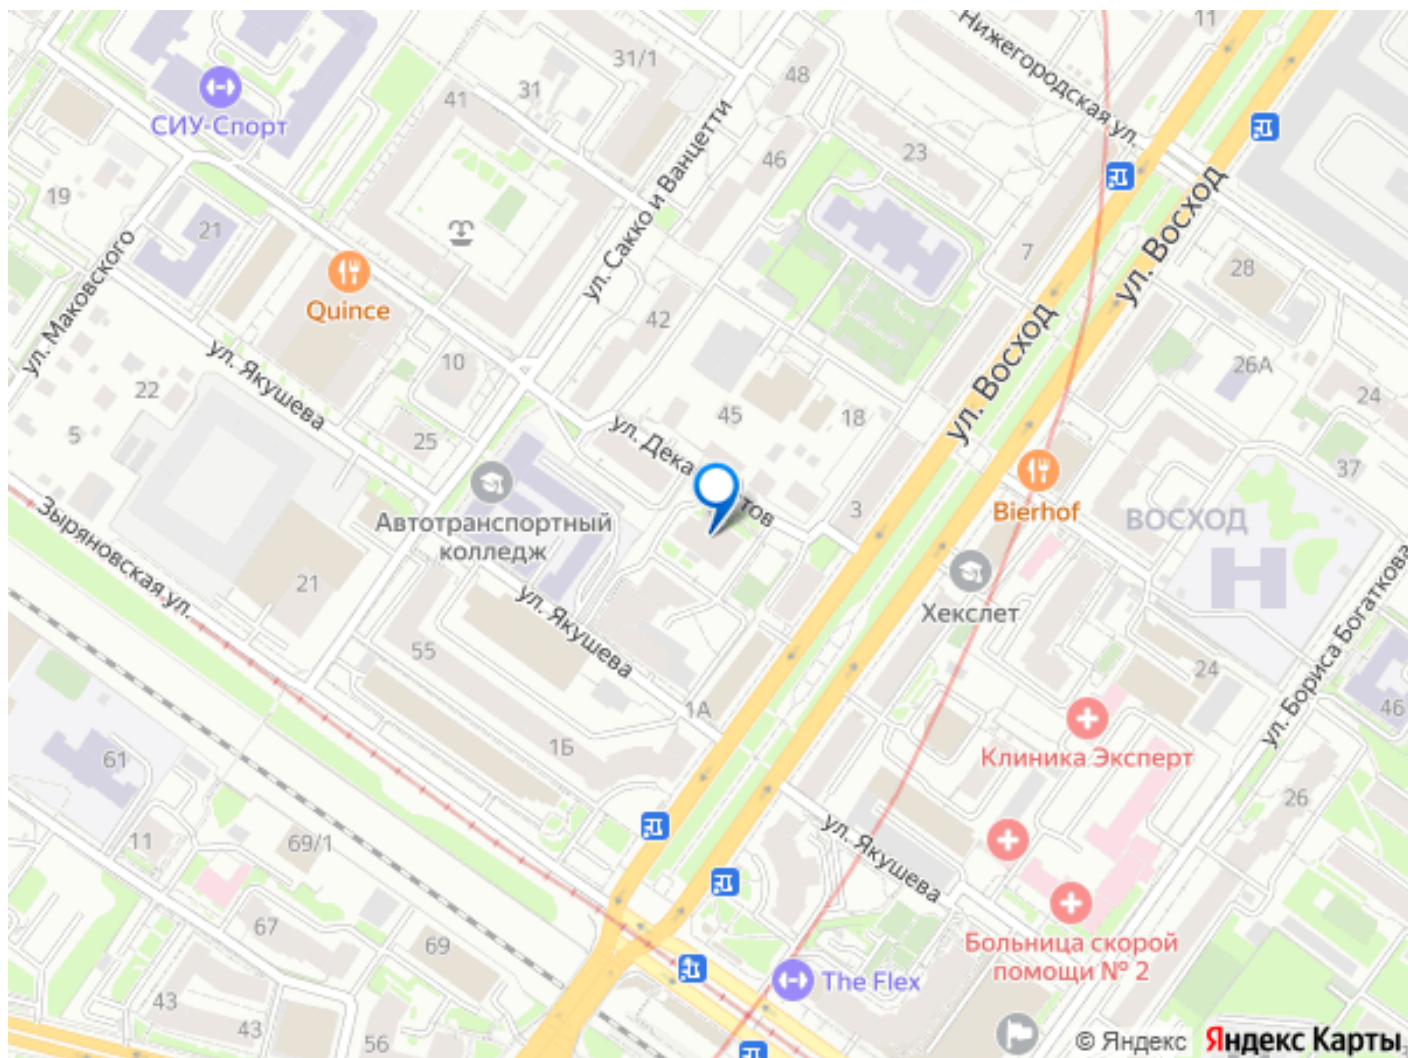 11
Нижегородская ул.
31/1
48
31
41
СИУ-Спорт
ул. Сакко и Ванцетти
46
23
ул. ВОСХОД
19
21
7
28
ул. Маковского
Quince
42
ул. ВОСХОД
ул. Якушева
10
26А
22
45
18
24
5
25
ул. Дека
тов
37
3
Bierhof
Автотранспортный
колледж
ВОСХОД
Зыряновская ул.
21
Хекслет
ул. Якушева
ул. Бориса Богаткова
55
24
1А
46
1Б
61
Клиника Эксперт
26
11
69/1
ул. Якушева
67
69
Больница скорой
помощи № 2
The Flex
43
43
56
© Яндекс Яндекс Карты